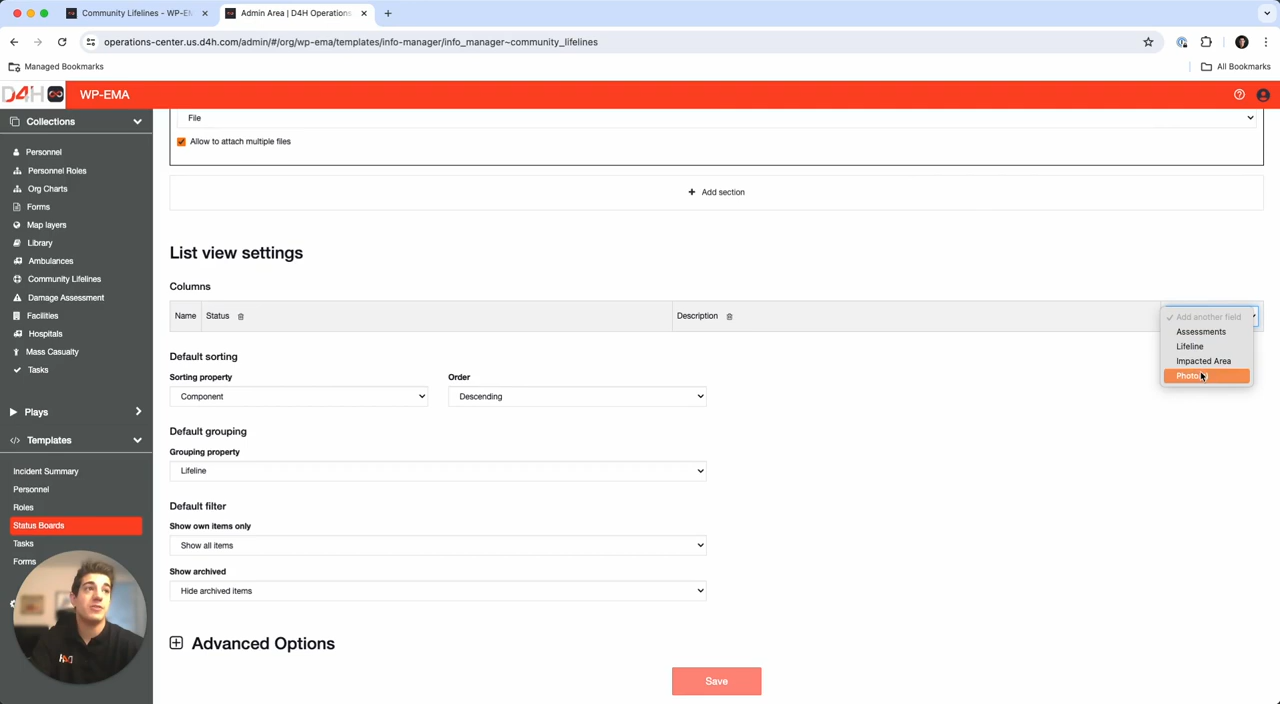 Community Lifelines - WP-EM
Admin Area | D4H Operations
operations-center.us.d4h.com/admin/#/org/wp-ema/templates/info-manager/info_manager~community_lifelines
Managed Bookmarks
All Bookmarks
D4H
WP-EMA
Collections
Personnel
Personnel Roles
Org Charts
Forms
Map layers
Library
Ambulances
Community Lifelines
Damage Assessment
Facilities
Hospitals
Mass Casualty
Tasks
Plays
Templates
Incident Summary
Personnel
Roles
Status Boards
Tasks
Forms
File
Allow to attach multiple files
+ Add section
List view settings
Columns
Name Status Description
Add another field
Assessments
Lifeline
Impacted Area
Default sorting
Sorting property Order
Component Descending
Default grouping
Grouping property
Lifeline
Default filter
Show own items only
Show all items
Show archived
Hide archived items
Advanced Options
Save